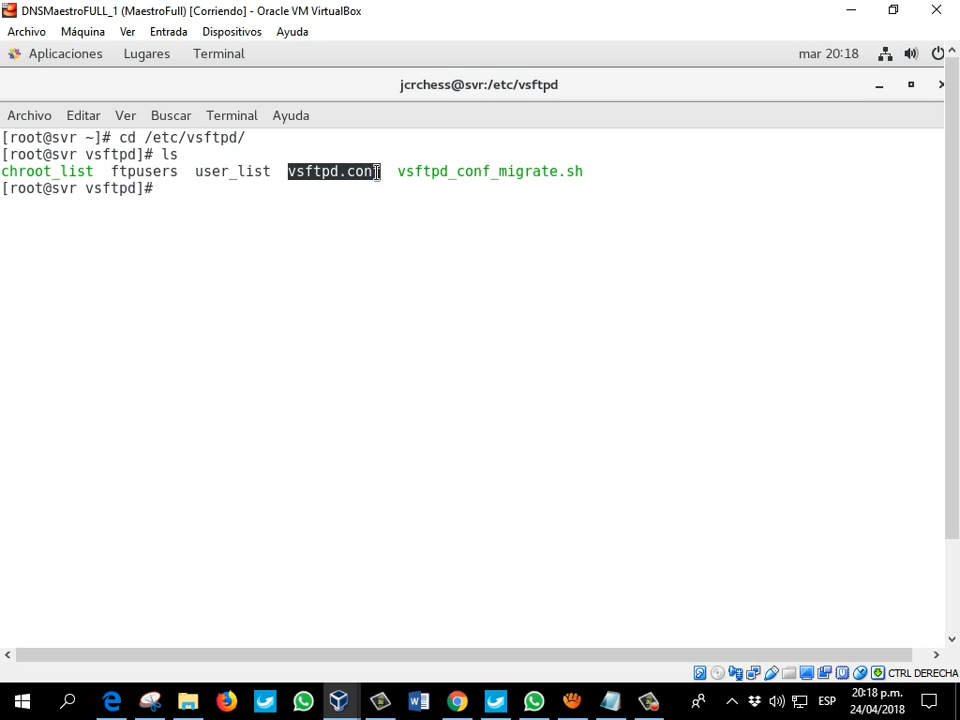 DNSMaestroFULL_1 (MaestroFull) [Corriendo] - Oracle VM VirtualBox
Archivo Máquina Ver Entrada Dispositivos Ayuda
Aplicaciones Lugares Terminal mar 20:18
jcrchess@svr:/etc/vsftpd
Archivo Editar Ver Buscar Terminal Ayuda
[root@svr ~]# cd /etc/vsftpd/
[root@svr vsftpd]# ls
chroot_list ftpusers user_list vsftpd.conf vsftpd_conf_migrate.sh
[root@svr vsftpd]#
CTRL DERECHA
ESP 20:18 p.m.
24/04/2018